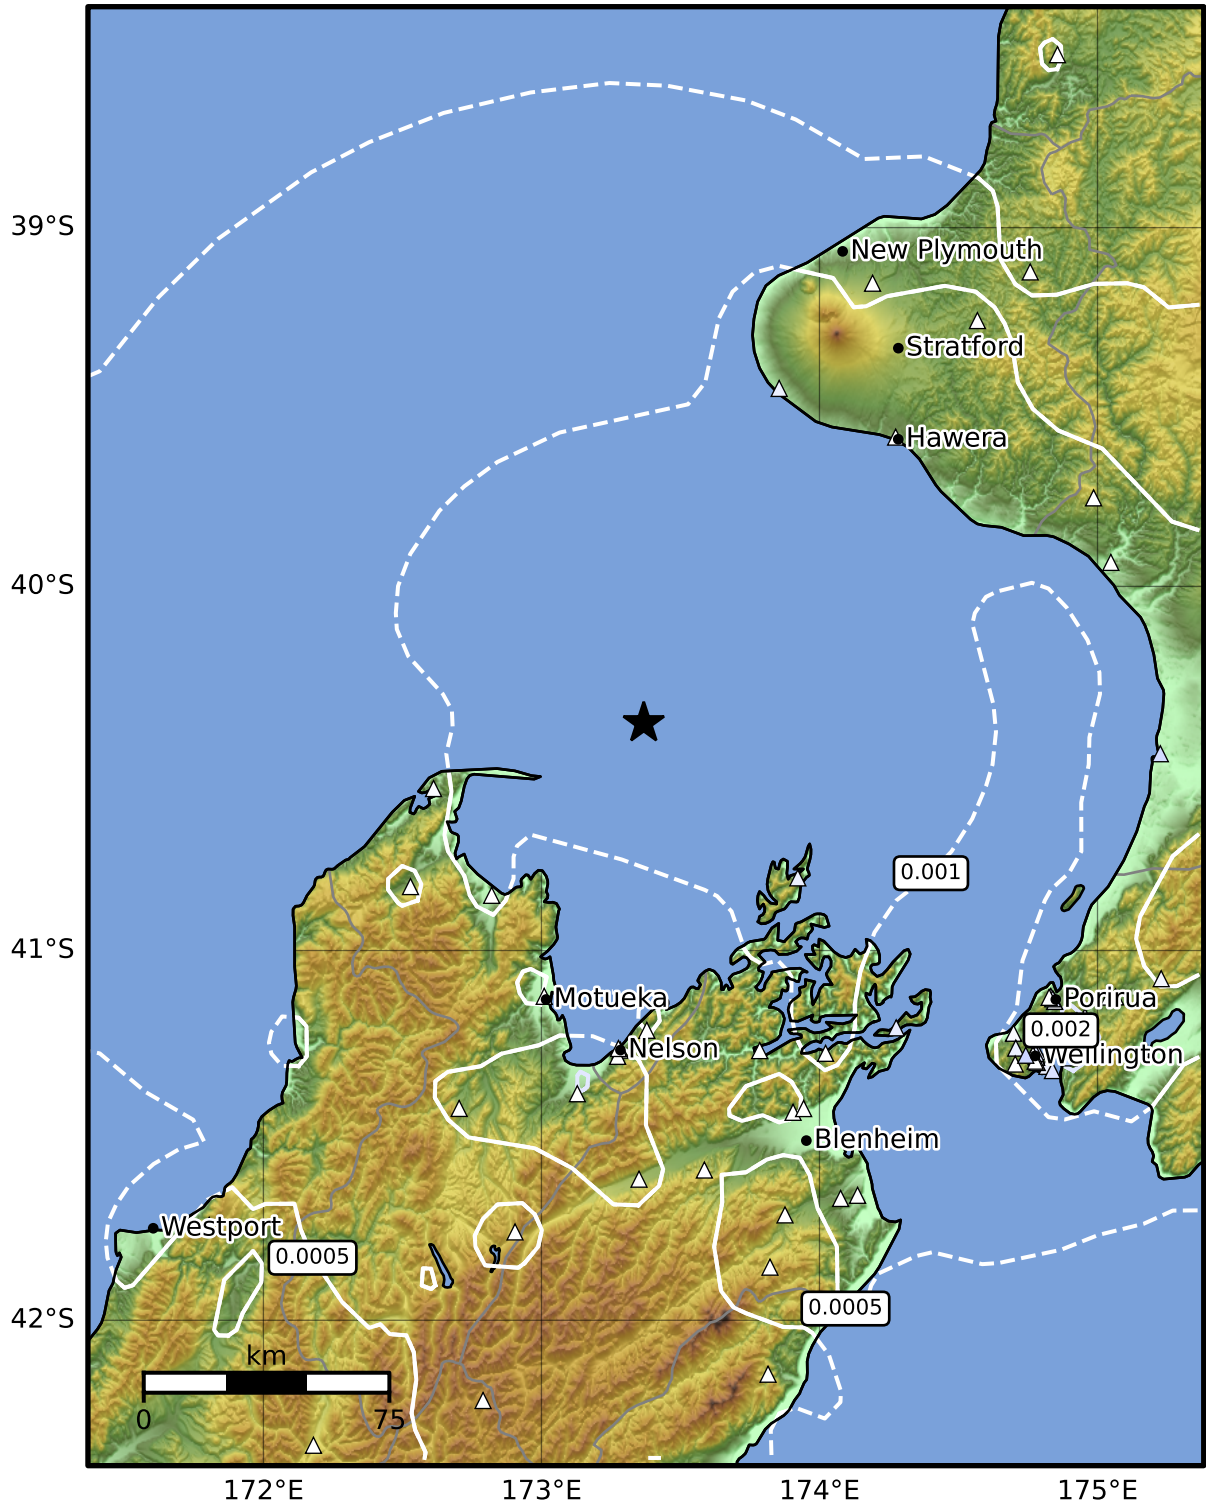 39°S
New Plymouth
Stratford
Hawera
40°S
0.001
41°S
Motueka
Porirua
0.002
Nelson
Wellington
Blenheim
Westport
0.0005
0.0005
42°S
km
0
75
172°E
173°E
174°E
175°E